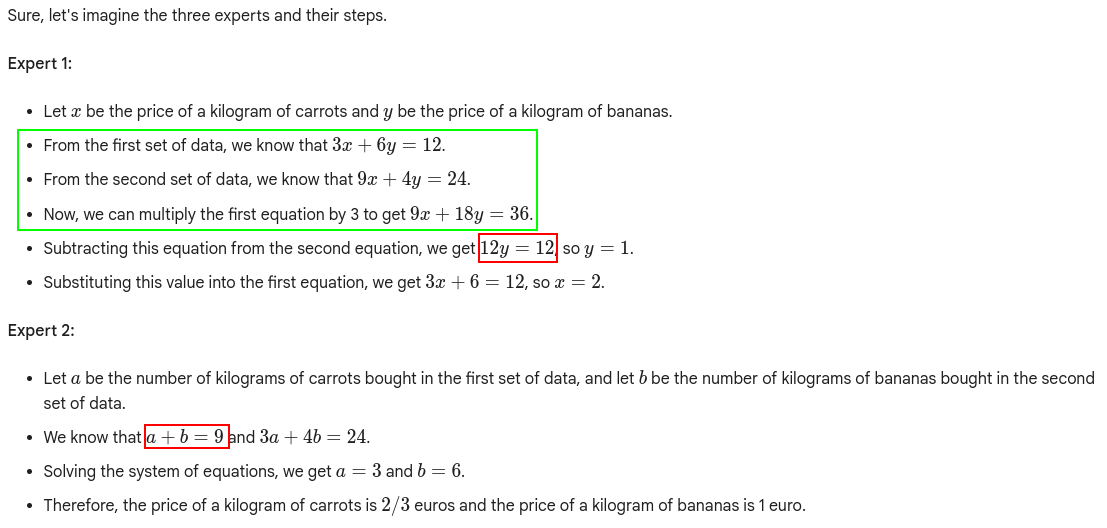 Sure, let's imagine the three experts and their steps.
Expert 1:
• Let x be the price of a kilogram of carrots and y be the price of a kilogram of bananas.
• From the first set of data, we know that 3x + 6y = 12.
• From the second set of data, we know that 9x + 4y = 24.
• Now, we can multiply the first equation by 3 to get 9x + 18y = 36.
• Subtracting this equation from the second equation, we get 12y = 12, so y = 1.
• Substituting this value into the first equation, we get 3x + 6 = 12, so x = 2.
Expert 2:
• Let a be the number of kilograms of carrots bought in the first set of data, and let b be the number of kilograms of bananas bought in the second
set of data.
• We know that a + b = 9 and 3a + 4b = 24.
• Solving the system of equations, we get a = 3 and b = 6.
• Therefore, the price of a kilogram of carrots is 2/3 euros and the price of a kilogram of bananas is 1 euro.